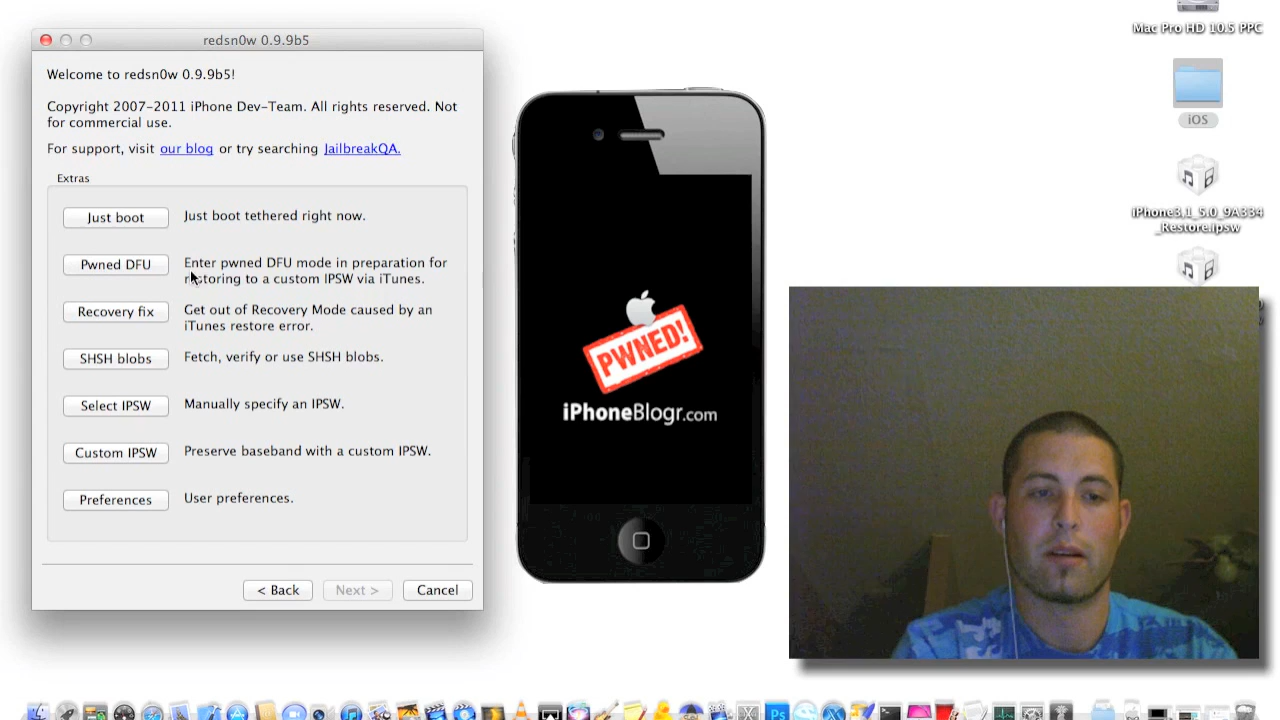 redsn0w 0.9.9b5
Welcome to redsn0w 0.9.9b5!
Copyright 2007-2011 iPhone Dev-Team. All rights reserved. Not
for commercial use.
For support, visit our blog or try searching JailbreakQA.
Extras
Just boot
Just boot tethered right now.
Pwned DFU
Enter pwned DFU mode in preparation for
restoring to a custom IPSW via iTunes.
Recovery fix
Get out of Recovery Mode caused by an
iTunes restore error.
SHSH blobs
Fetch, verify or use SHSH blobs.
Select IPSW
Manually specify an IPSW.
Custom IPSW
Preserve baseband with a custom IPSW.
Preferences
User preferences.
< Back
Next >
Cancel
PWNED!
iPhoneBlogr.com
Mac Pro HD 10.5 PPC
iOS
iPhone3,1_5.0_9A334
_Restore.ipsw
Ps